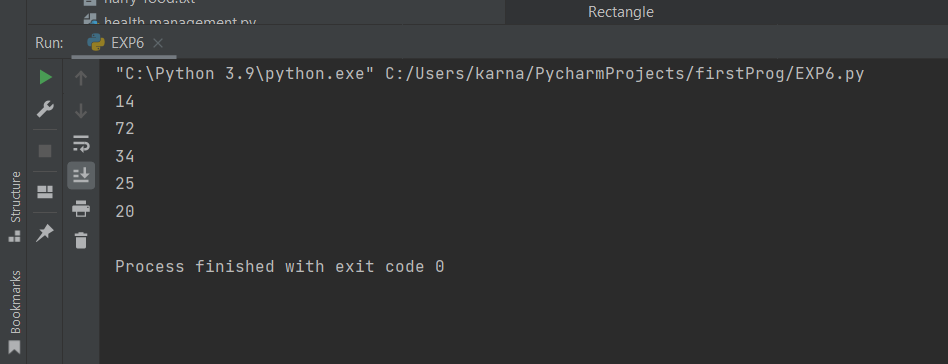 health management.py
Rectangle
Run:
EXP6
"C:\Python 3.9\python.exe" C:/Users/karna/PycharmProjects/firstProg/EXP6.py
14
72
34
25
20
Process finished with exit code 0
Structure
Bookmarks